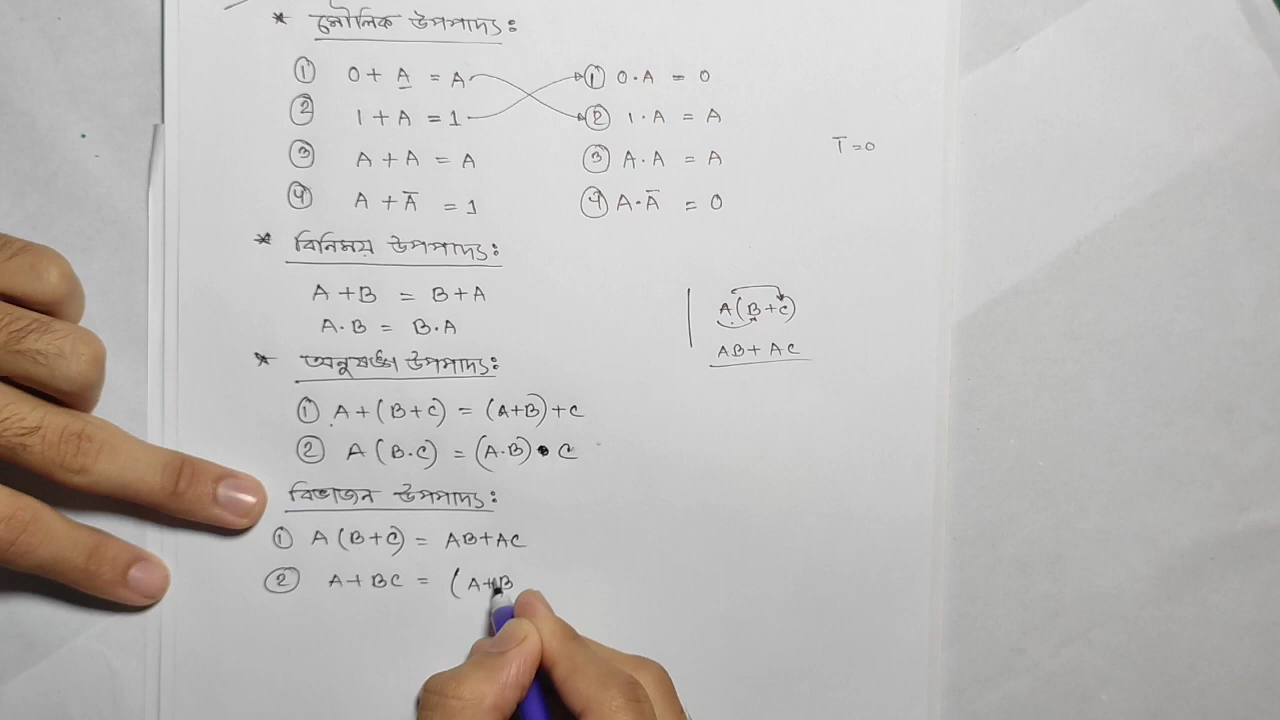 * মৌলিক উপপাদ্য:
① 0 + A = A ① 0.A = 0
② 1 + A = 1 ② 1.A = A
③ A + A = A ③ A.A = A
T = 0
④ A + Ā = 1 ④ A.Ā = 0
* বিনিময় উপপাদ্য:
A + B = B + A
A.B = B.A
A(B+C)
AB + AC
* অনুষঙ্গ উপপাদ্য:
① A + (B + C) = (A+B) + C
② A (B.C) = (A.B) . C
বিভাজন উপপাদ্য:
① A (B+C) = AB + AC
② A + BC = (A+B